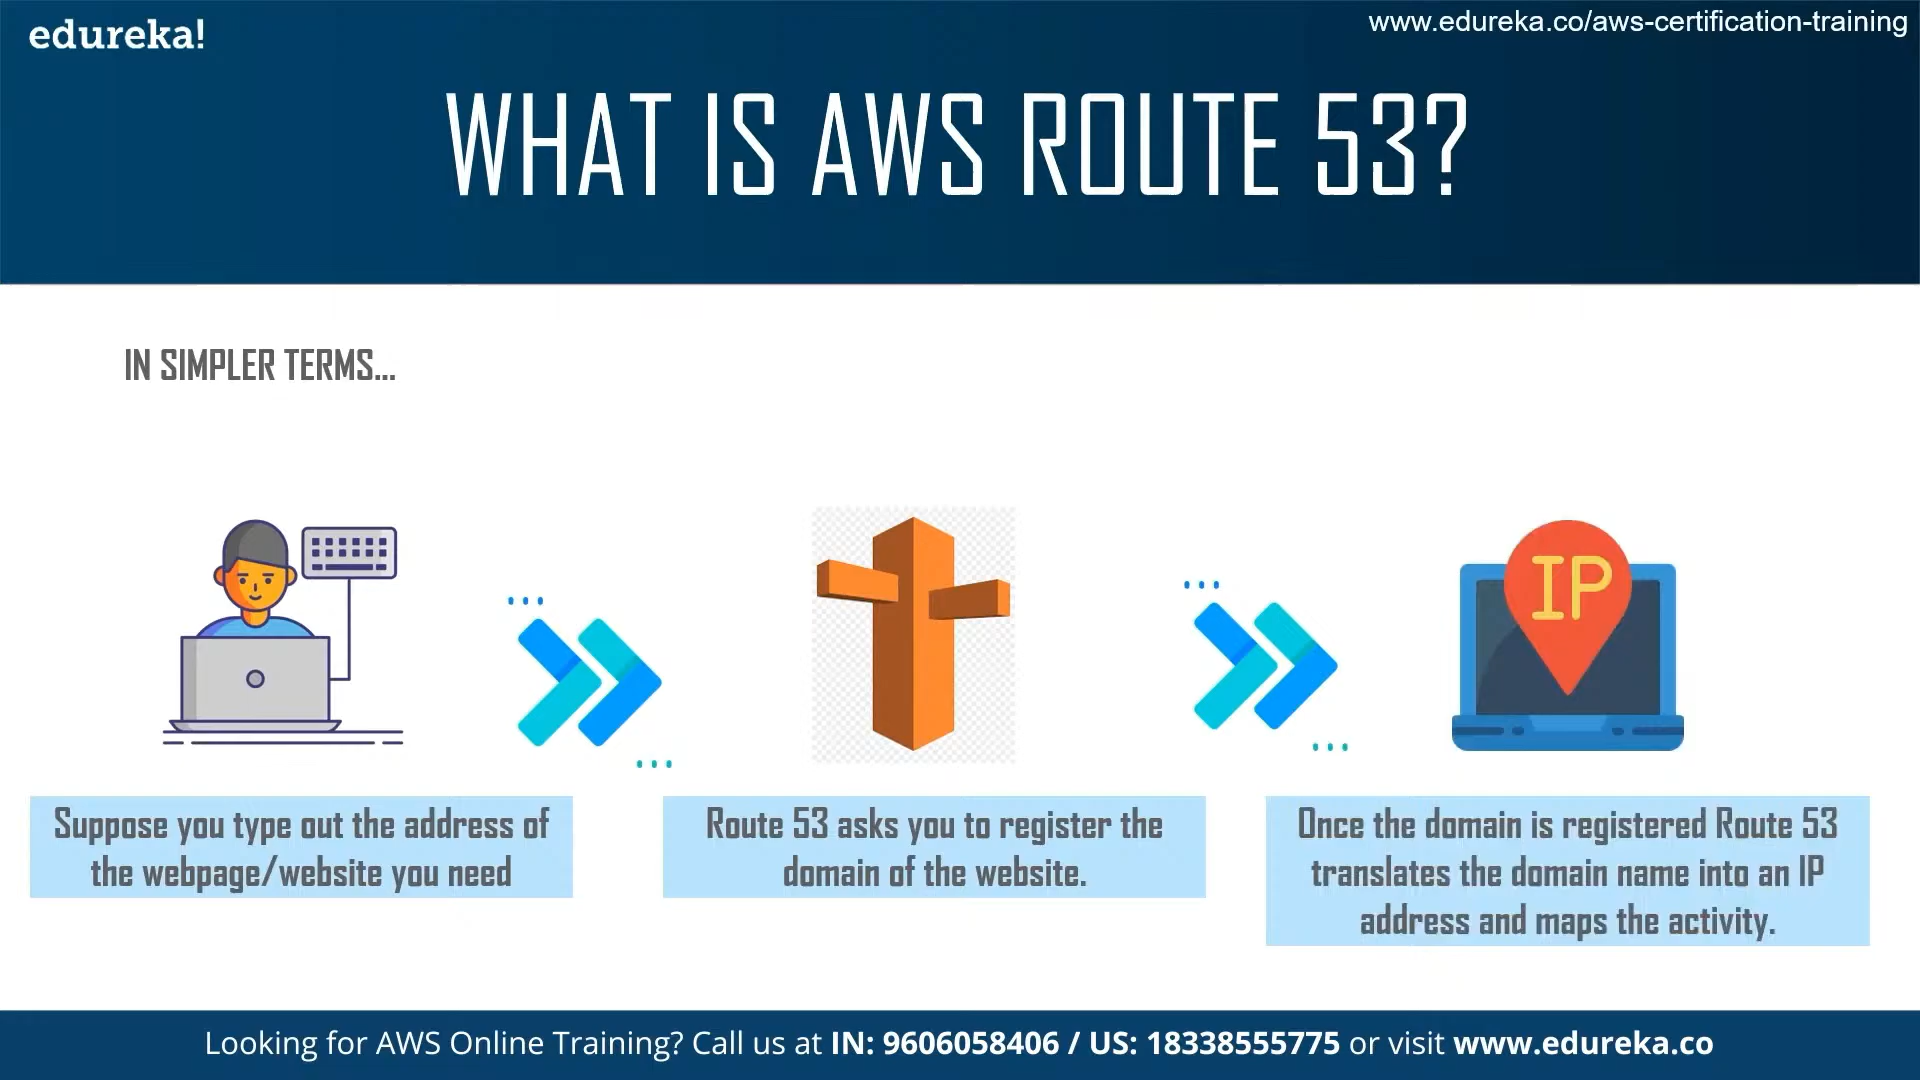 edureka!
www.edureka.co/aws-certification-training
WHAT IS AWS ROUTE 53?
IN SIMPLER TERMS...
IP
Suppose you type out the address of
the webpage/website you need
Route 53 asks you to register the
domain of the website.
Once the domain is registered Route 53
translates the domain name into an IP
address and maps the activity.
Looking for AWS Online Training? Call us at IN: 9606058406 / US: 18338555775 or visit www.edureka.co